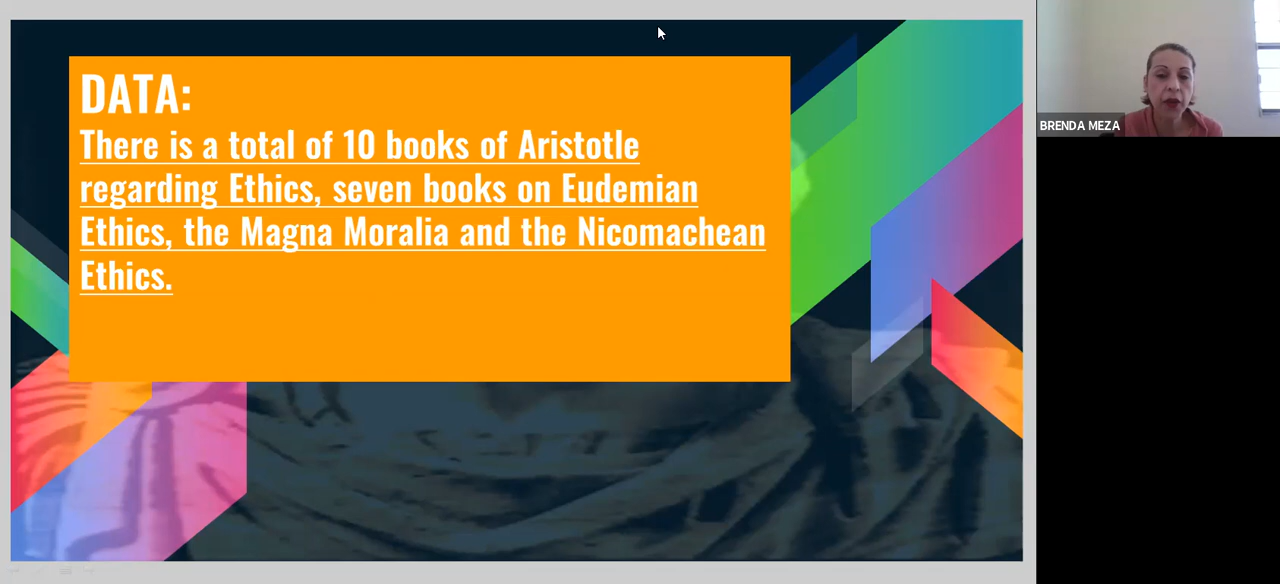 DATA:
There is a total of 10 books of Aristotle
regarding Ethics, seven books on Eudemian
Ethics, the Magna Moralia and the Nicomachean
Ethics.
BRENDA MEZA